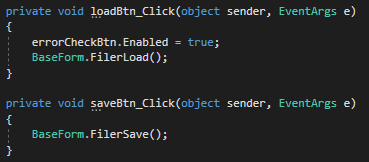 private void loadBtn_Click(object sender, EventArgs e)
{
errorCheckBtn.Enabled = true;
BaseForm.FilerLoad();
}
private void saveBtn_Click(object sender, EventArgs e)
{
BaseForm.FilerSave();
}